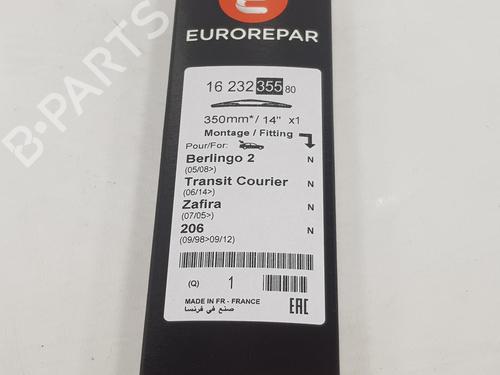 EUROREPAR
16 232 355 80
350mm*/ 14" x1
Montage / Fitting
Pour/For:
Berlingo 2 N
(05/08>)
Transit Courier N
(06/14>)
Zafira N
(07/05>)
206 N
(09/98>09/12)
(Q) 1
MADE IN FR - FRANCE
صنع في فرنسا
EAC
B-PARTS